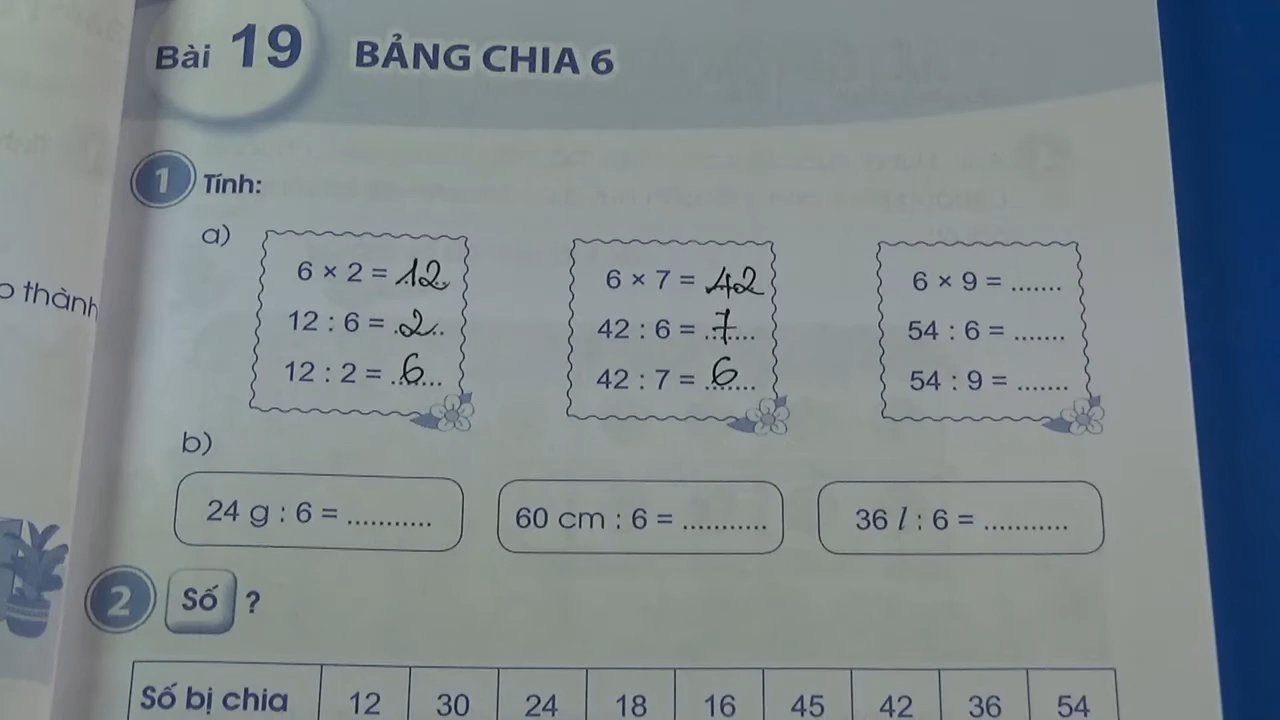 Bài 19 BẢNG CHIA 6
1 Tính:
a)
6 × 2 = 12
12 : 6 = 2
12 : 2 = 6
6 × 7 = 42
42 : 6 = 7
42 : 7 = 6
6 × 9 = .......
54 : 6 = .......
54 : 9 = .......
b)
24 g : 6 = ...........
60 cm : 6 = ...........
36 l : 6 = ...........
2 Số ?
Số bị chia 12 30 24 18 16 45 42 36 54
thành